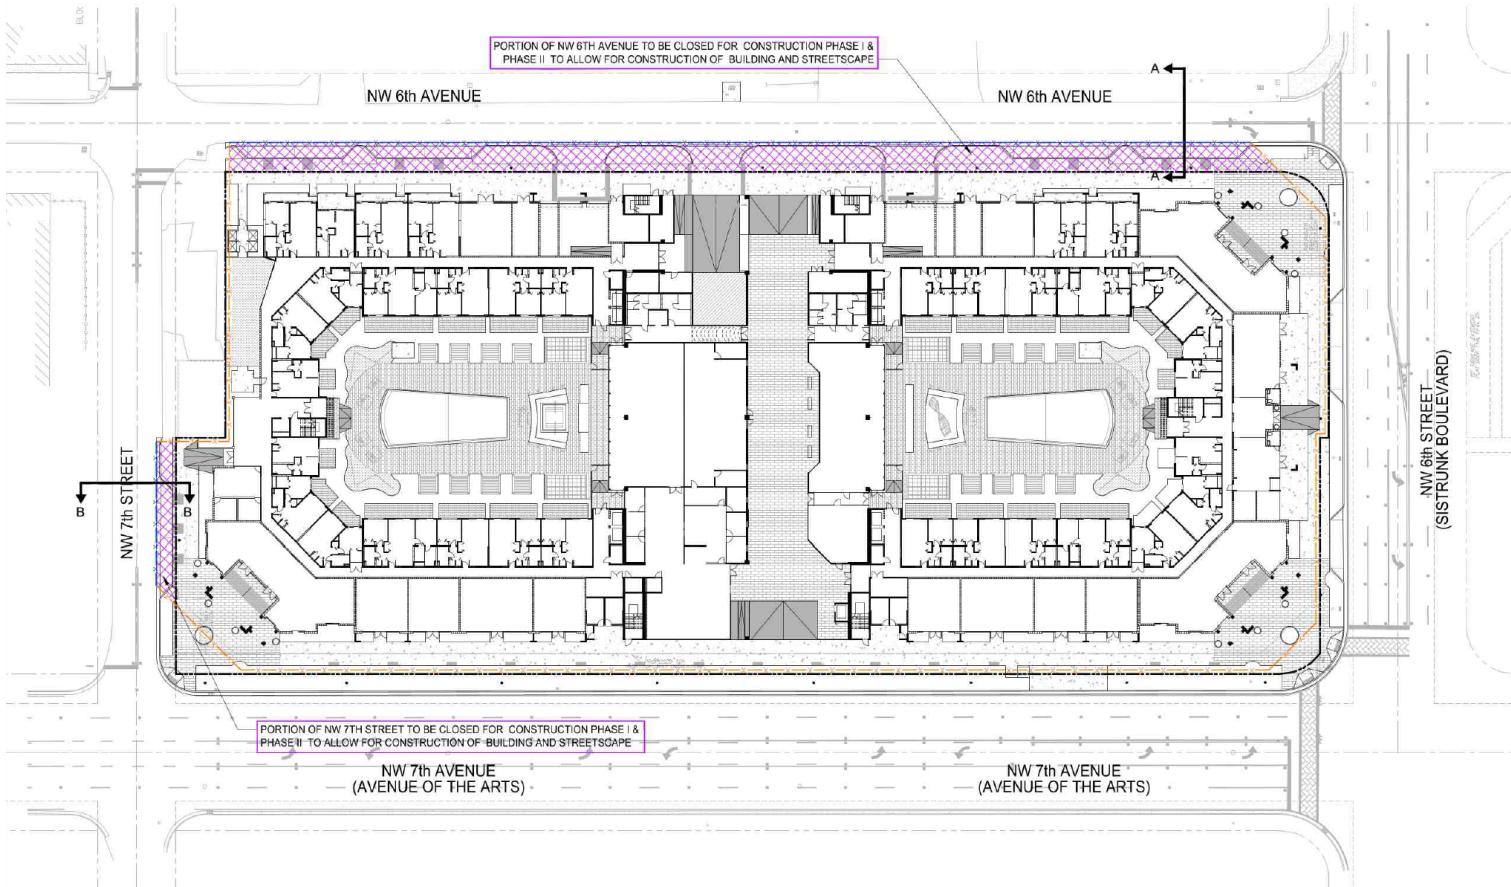 PORTION OF NW 6TH AVENUE TO BE CLOSED FOR CONSTRUCTION PHASE I &
PHASE II TO ALLOW FOR CONSTRUCTION OF BUILDING AND STREETSCAPE
A
NW 6th AVENUE
NW 6th AVENUE
A
NW 6th STREET
(SISTRUNK BOULEVARD)
NW 7th STREET
B
B
PORTION OF NW 7TH STREET TO BE CLOSED FOR CONSTRUCTION PHASE I &
PHASE II TO ALLOW FOR CONSTRUCTION OF BUILDING AND STREETSCAPE
NW 7th AVENUE
(AVENUE OF THE ARTS)
NW 7th AVENUE
(AVENUE OF THE ARTS)